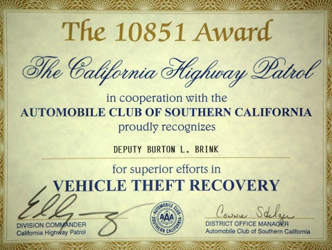 The 10851 Award
The California Highway Patrol
in cooperation with the
AUTOMOBILE CLUB OF SOUTHERN CALIFORNIA
proudly recognizes
DEPUTY BURTON L. BRINK
for superior efforts in
VEHICLE THEFT RECOVERY
DIVISION COMMANDER
California Highway Patrol
AAA
DISTRICT OFFICE MANAGER
Automobile Club of Southern California